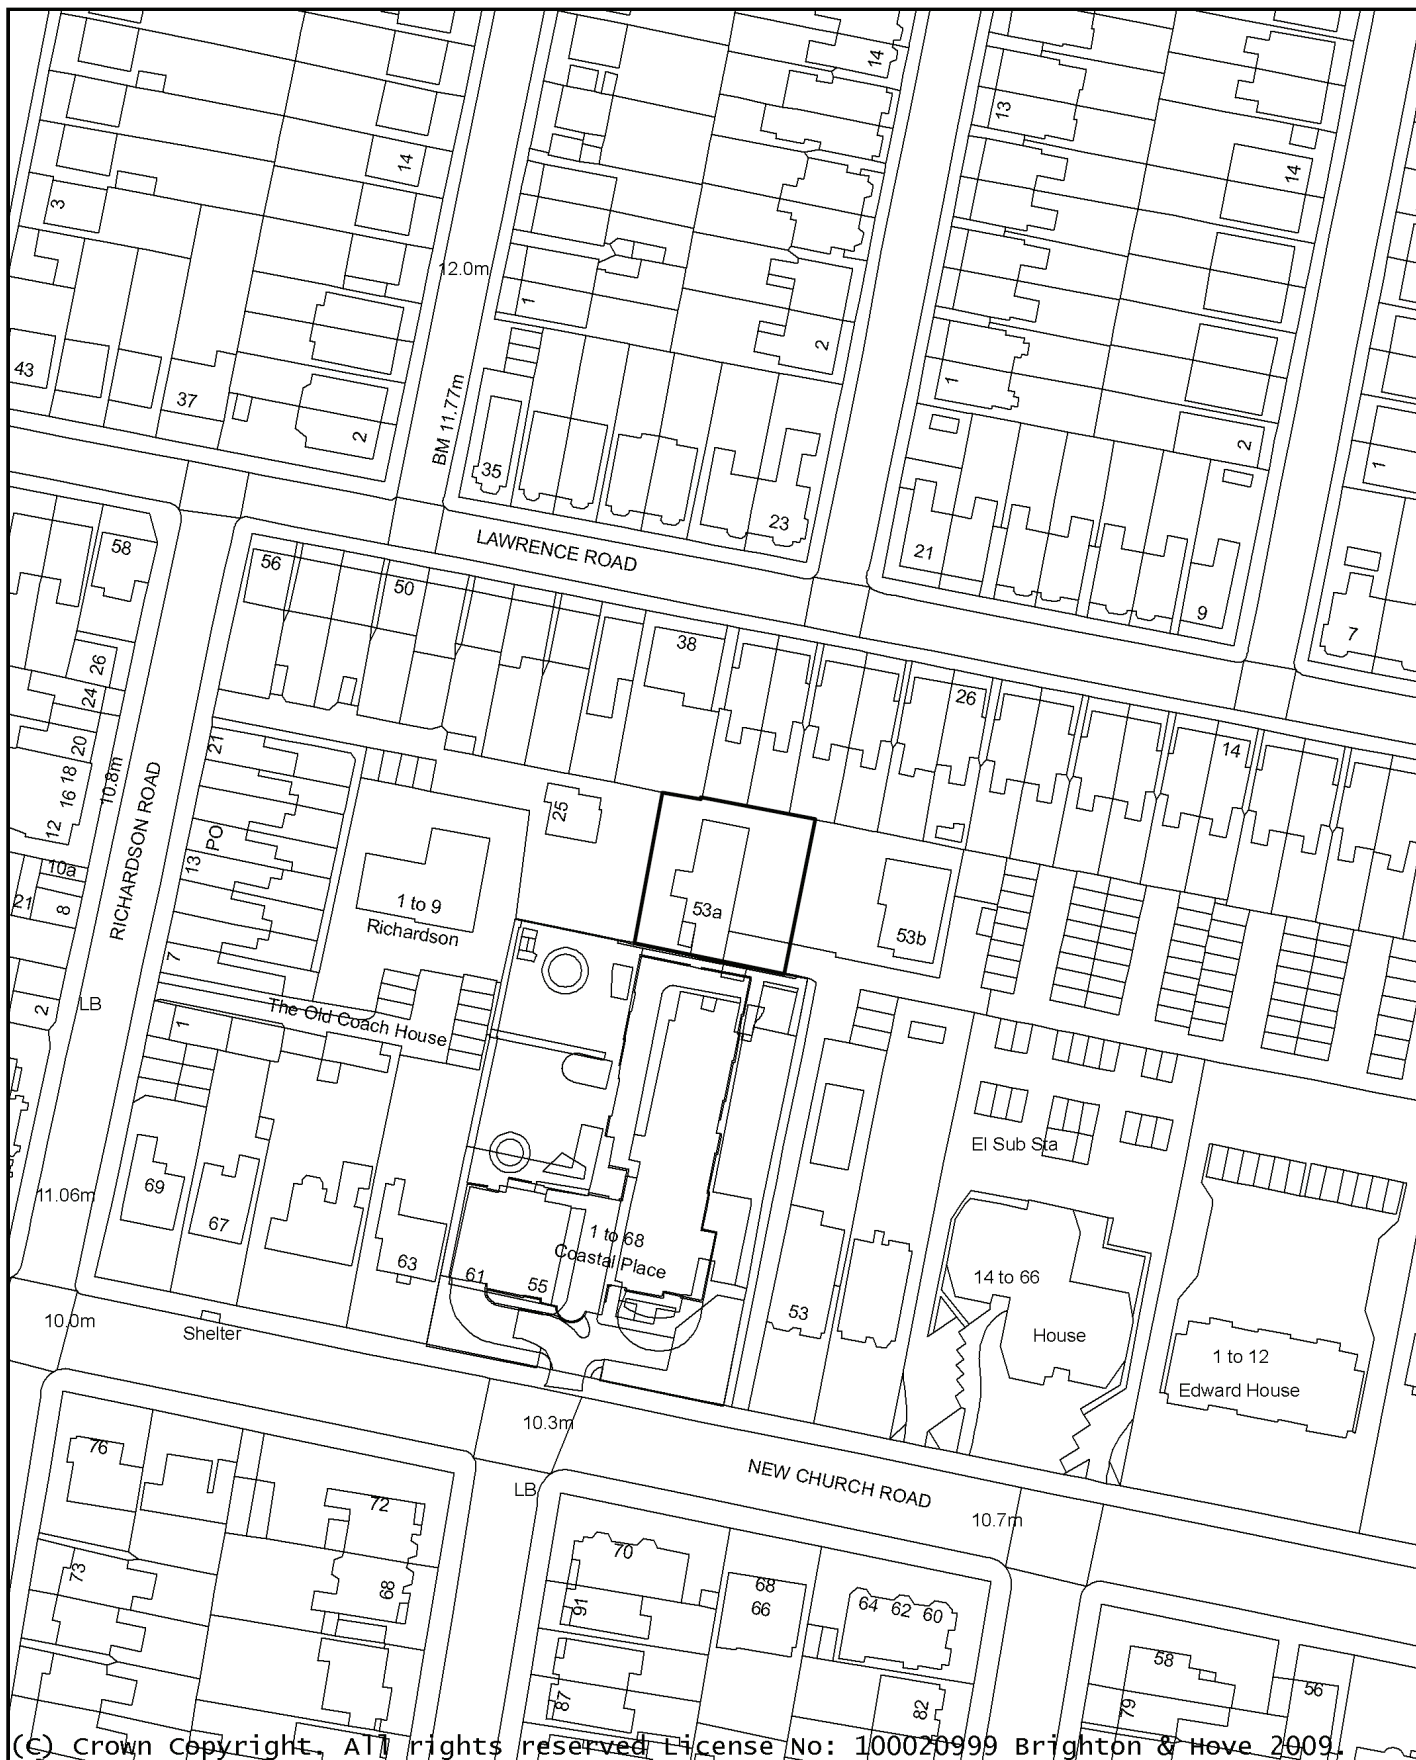 14
13
14
14
3
12.0m
1
2
1
43
37
2
BM 11.77m
35
23
2
1
21
9
7
LAWRENCE ROAD
58
56
50
38
26
14
26
24
20
18
16
12
10a
21
8
2
LB
10.8m
RICHARDSON ROAD
21
PO
13
7
25
1 to 9
Richardson
53a
53b
The Old Coach House
1
El Sub Sta
69
67
63
61
55
1 to 68
Coastal Place
53
14 to 66
House
1 to 12
Edward House
11.06m
10.0m
Shelter
10.3m
LB
NEW CHURCH ROAD
10.7m
76
72
73
68
70
91
87
68
66
64 62 60
82
58
79
56
(c) Crown Copyright. All rights reserved License No: 100020999 Brighton & Hove 2009.